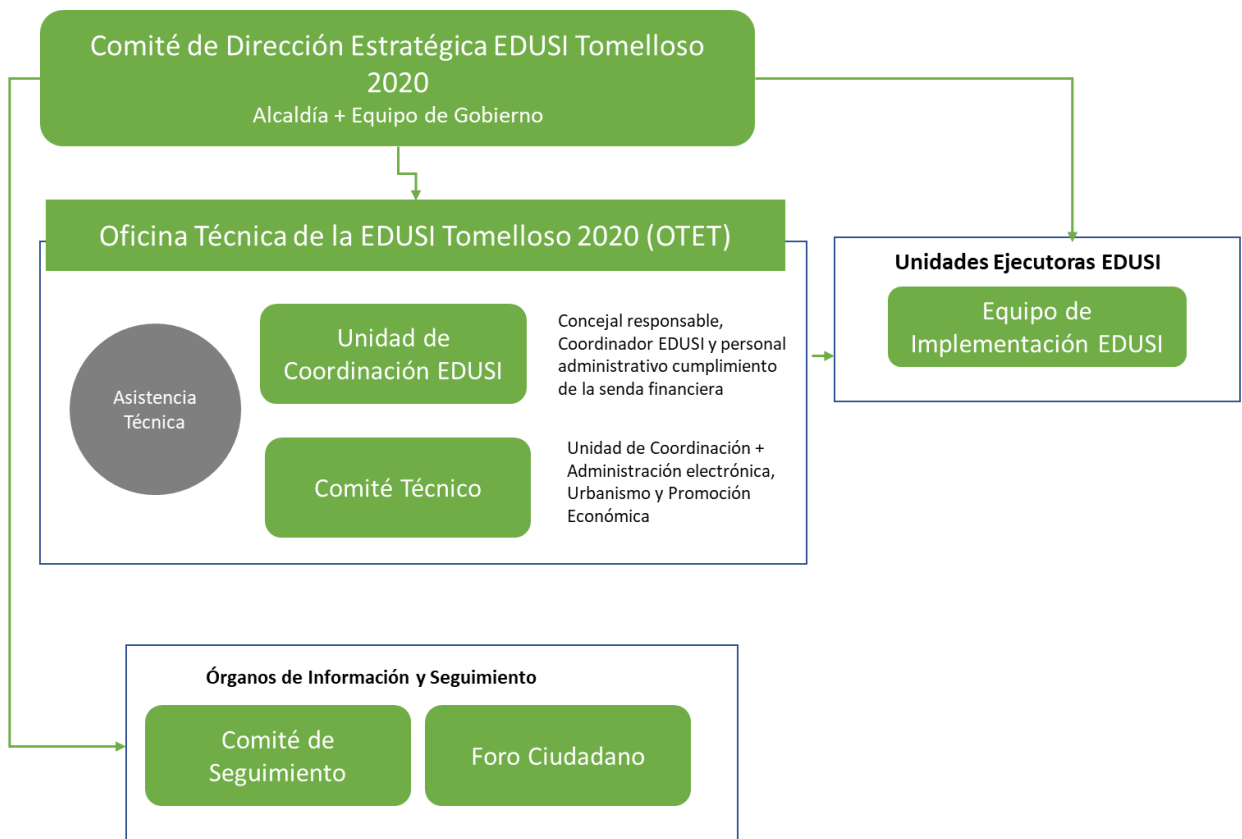 Comité de Dirección Estratégica EDUSI Tomelloso
2020
Alcaldía + Equipo de Gobierno
Oficina Técnica de la EDUSI Tomelloso 2020 (OTET)
Asistencia
Técnica
Unidad de
Coordinación EDUSI
Concejal responsable,
Coordinador EDUSI y personal
administrativo cumplimiento
de la senda financiera
Comité Técnico
Unidad de Coordinación +
Administración electrónica,
Urbanismo y Promoción
Económica
Unidades Ejecutoras EDUSI
Equipo de
Implementación EDUSI
Órganos de Información y Seguimiento
Comité de
Seguimiento
Foro Ciudadano